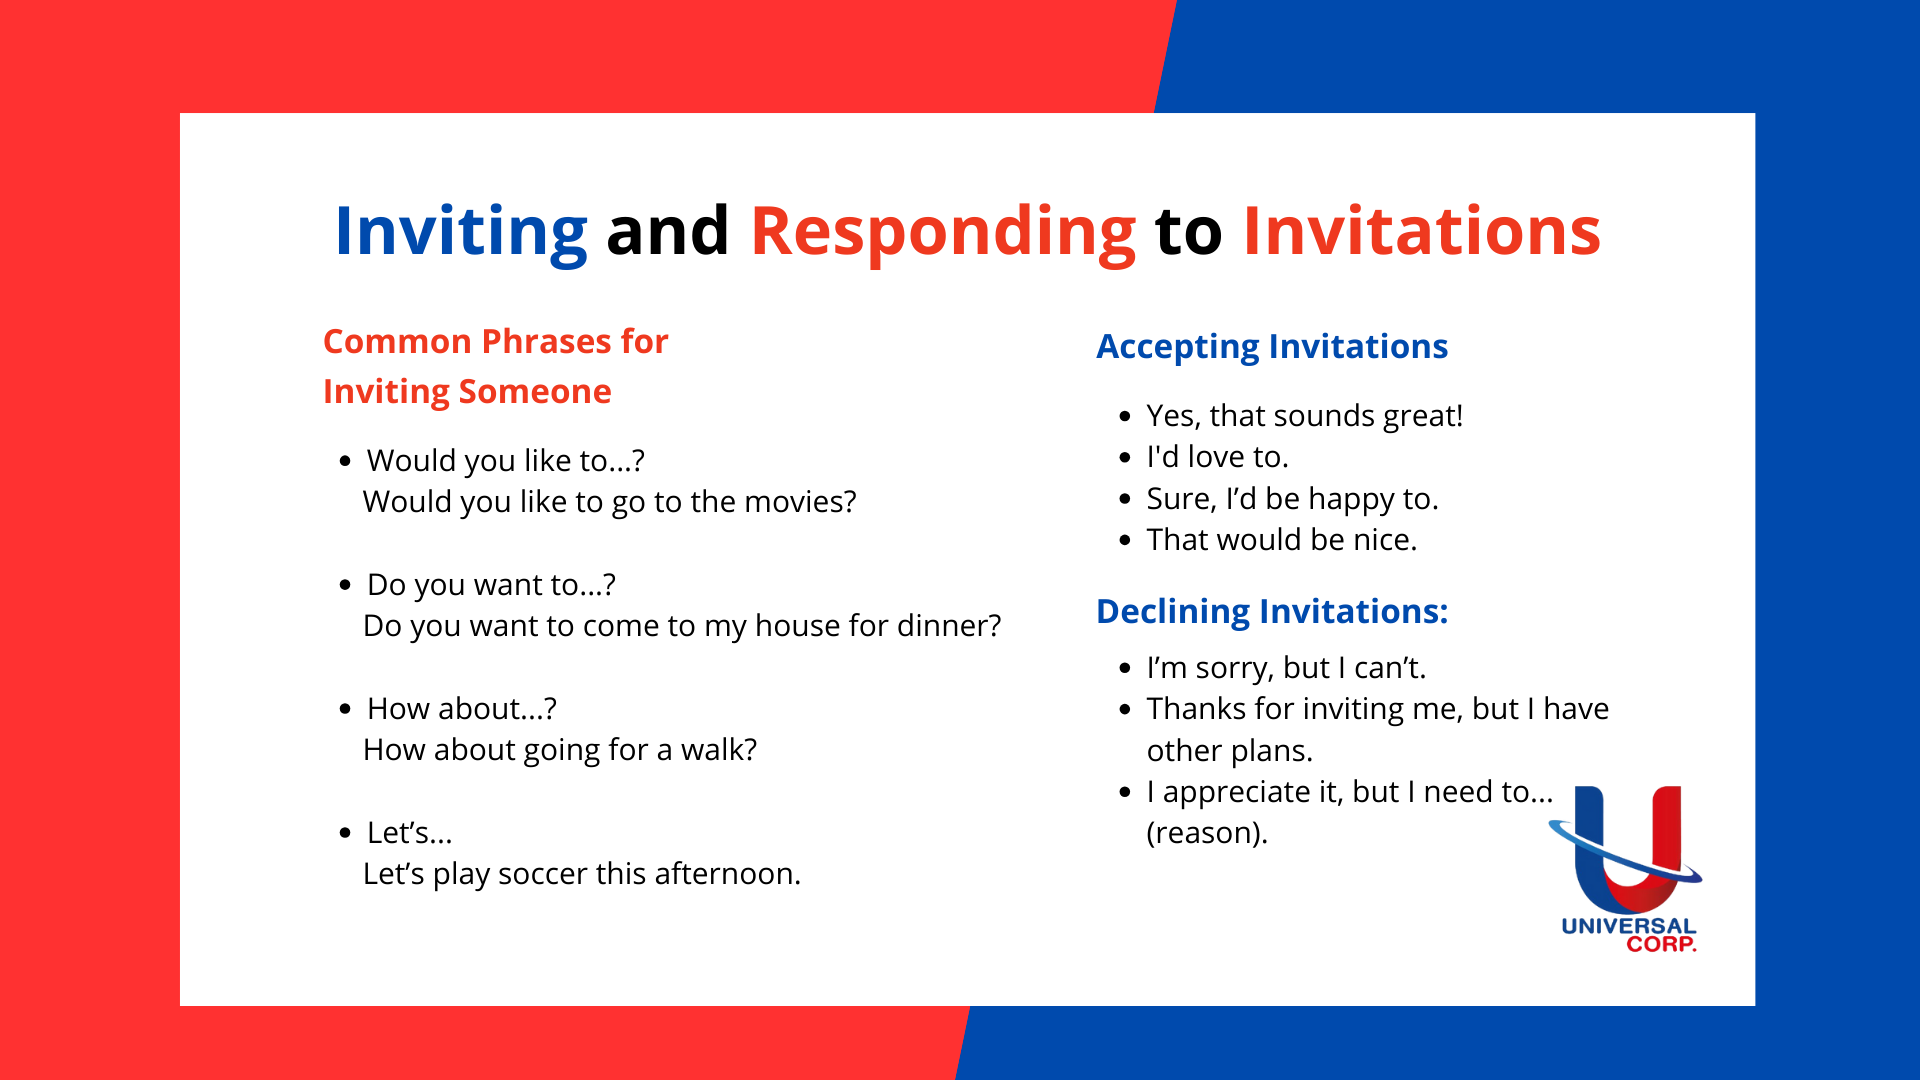 Inviting and Responding to Invitations
Common Phrases for
Inviting Someone
• Would you like to...?
Would you like to go to the movies?
• Do you want to...?
Do you want to come to my house for dinner?
• How about...?
How about going for a walk?
• Let’s...
Let’s play soccer this afternoon.
Accepting Invitations
• Yes, that sounds great!
• I'd love to.
• Sure, I’d be happy to.
• That would be nice.
Declining Invitations:
• I’m sorry, but I can’t.
• Thanks for inviting me, but I have
other plans.
• I appreciate it, but I need to...
(reason).
UNIVERSAL
CORP.